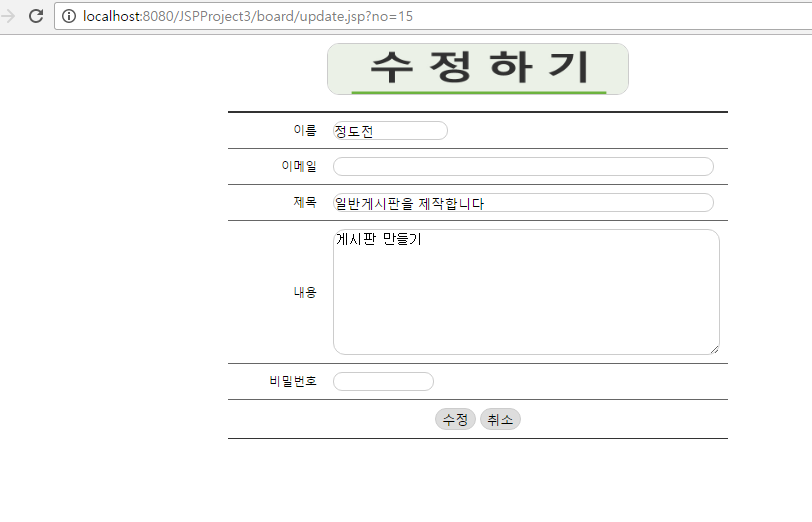 localhost:8080/JSPProject3/board/update.jsp?no=15
수 정 하 기
이름 정도전
이메일
제목 일반게시판을 제작합니다
내용 게시판 만들기
비밀번호
수정 취소